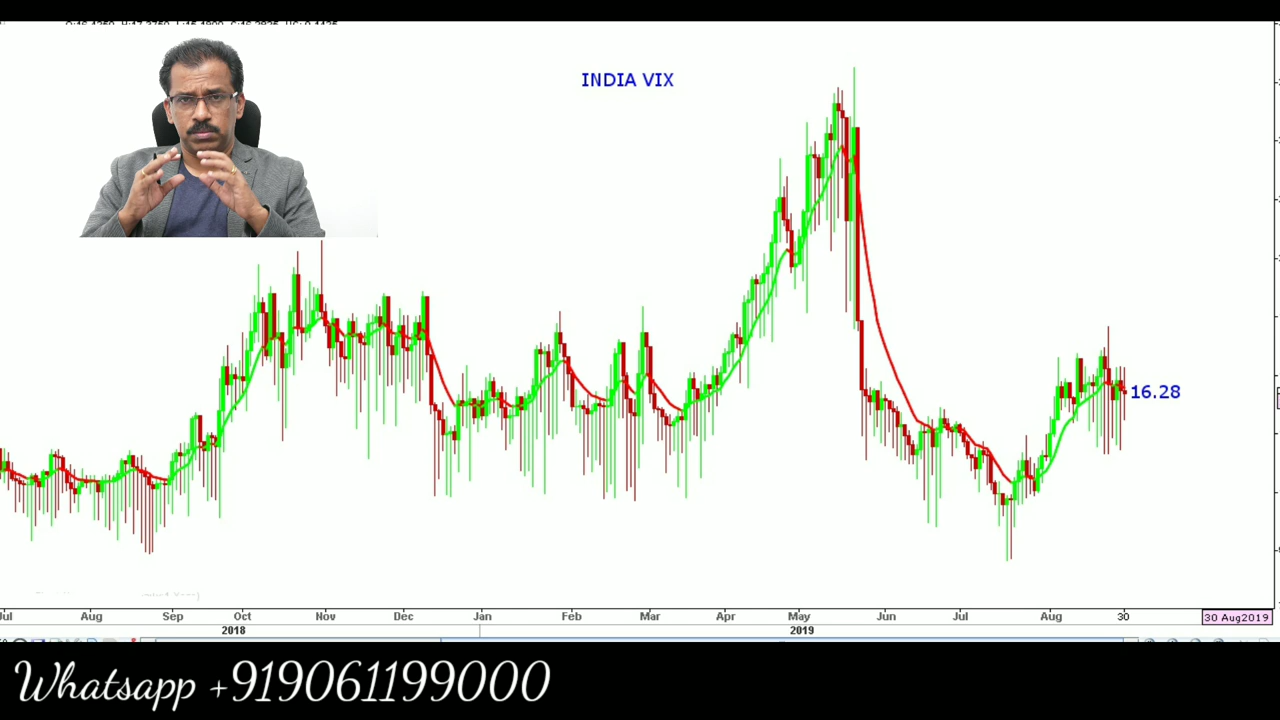 INDIA VIX
16.28
Jul Aug Sep Oct Nov Dec Jan Feb Mar Apr May Jun Jul Aug 30
30 Aug2019
2018 2019
Whatsapp +919061199000